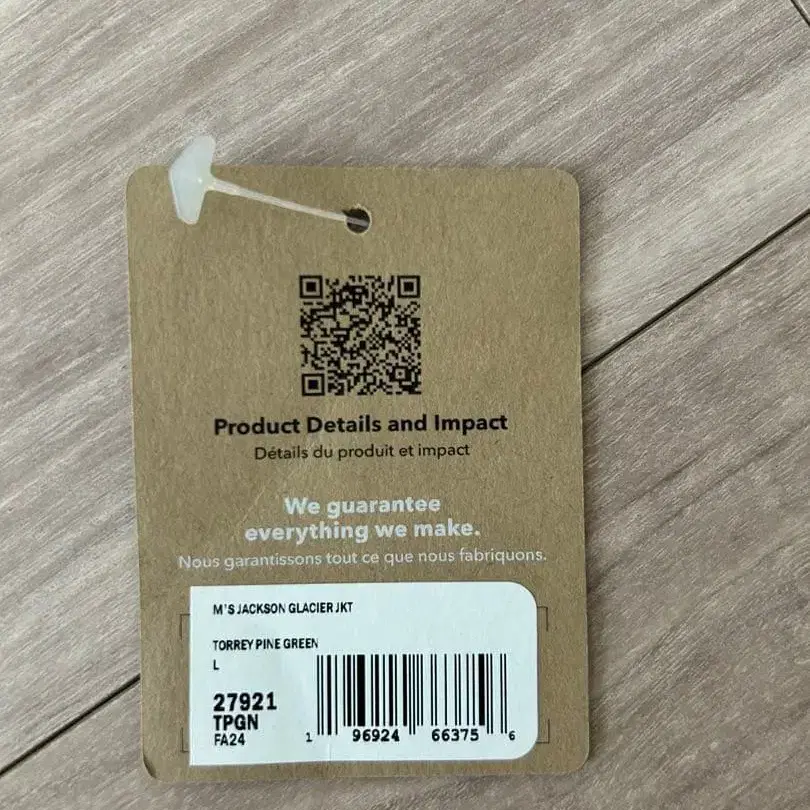 Product Details and Impact
Détails du produit et impact
We guarantee
everything we make.
Nous garantissons tout ce que nous fabriquons.
M'S JACKSON GLACIER JKT
TORREY PINE GREEN
L
27921
TPGN
FA24
1 96924 66375 6